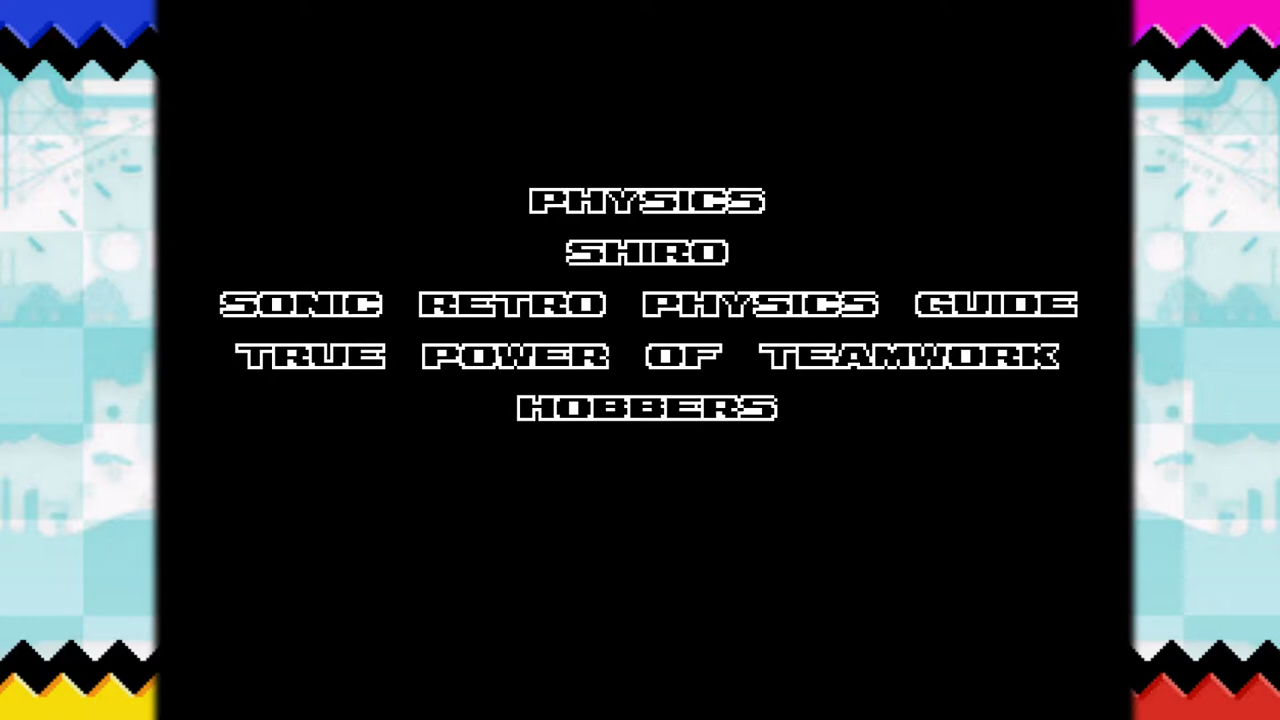 PHYSICS
SHIRO
SONIC RETRO PHYSICS GUIDE
TRUE POWER OF TEAMWORK
HOBBERS